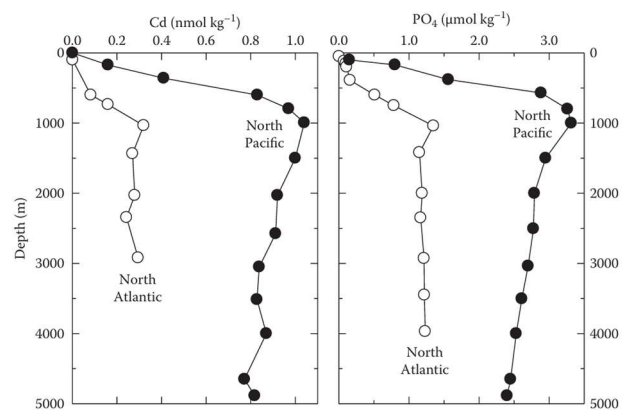 Cd (nmol kg⁻¹)
PO₄ (μmol kg⁻¹)
0.0 0.2 0.4 0.6 0.8 1.0
0.0 1.0 2.0 3.0
0 0
1000 1000
2000 2000
3000 3000
4000 4000
5000 5000
Depth (m)
North
Pacific
North
Atlantic
North
Pacific
North
Atlantic